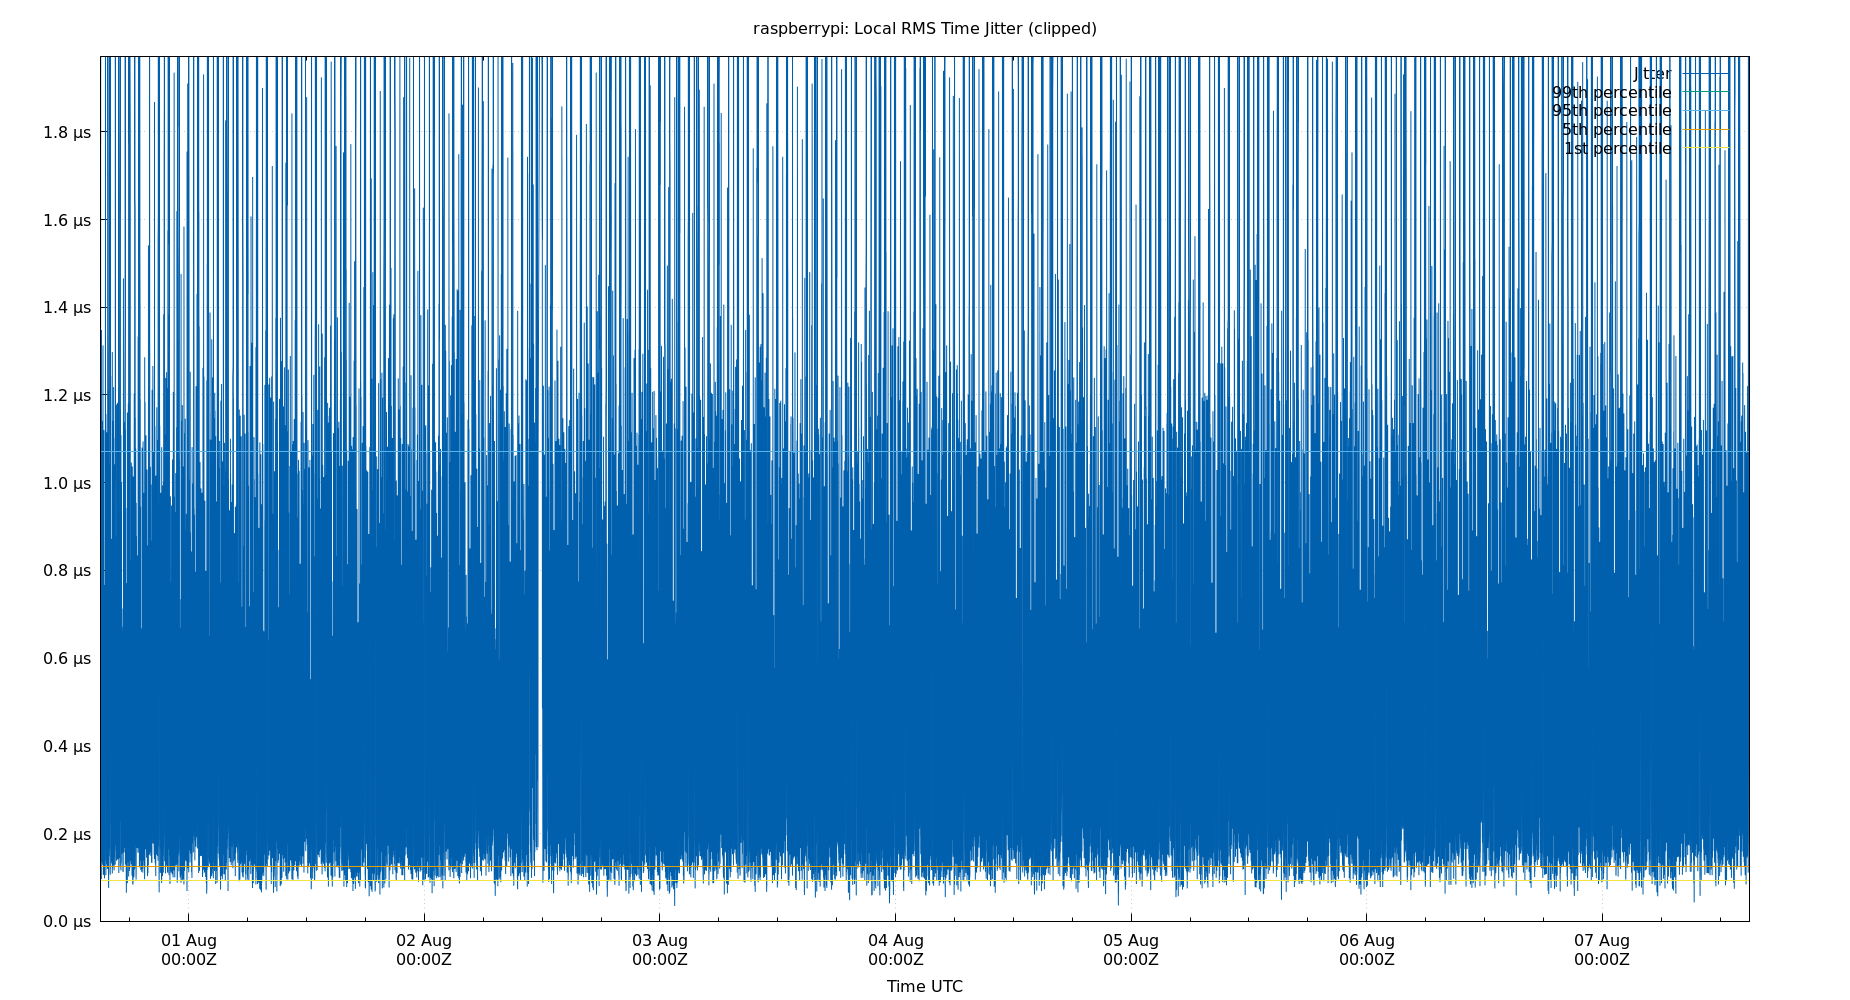 raspberrypi: Local RMS Time Jitter (clipped)
Jitter
99th percentile
95th percentile
5th percentile
1st percentile
1.8 µs
1.6 µs
1.4 µs
1.2 µs
1.0 µs
0.8 µs
0.6 µs
0.4 µs
0.2 µs
0.0 µs
01 Aug 02 Aug 03 Aug 04 Aug 05 Aug 06 Aug 07 Aug
00:00Z 00:00Z 00:00Z 00:00Z 00:00Z 00:00Z 00:00Z
Time UTC